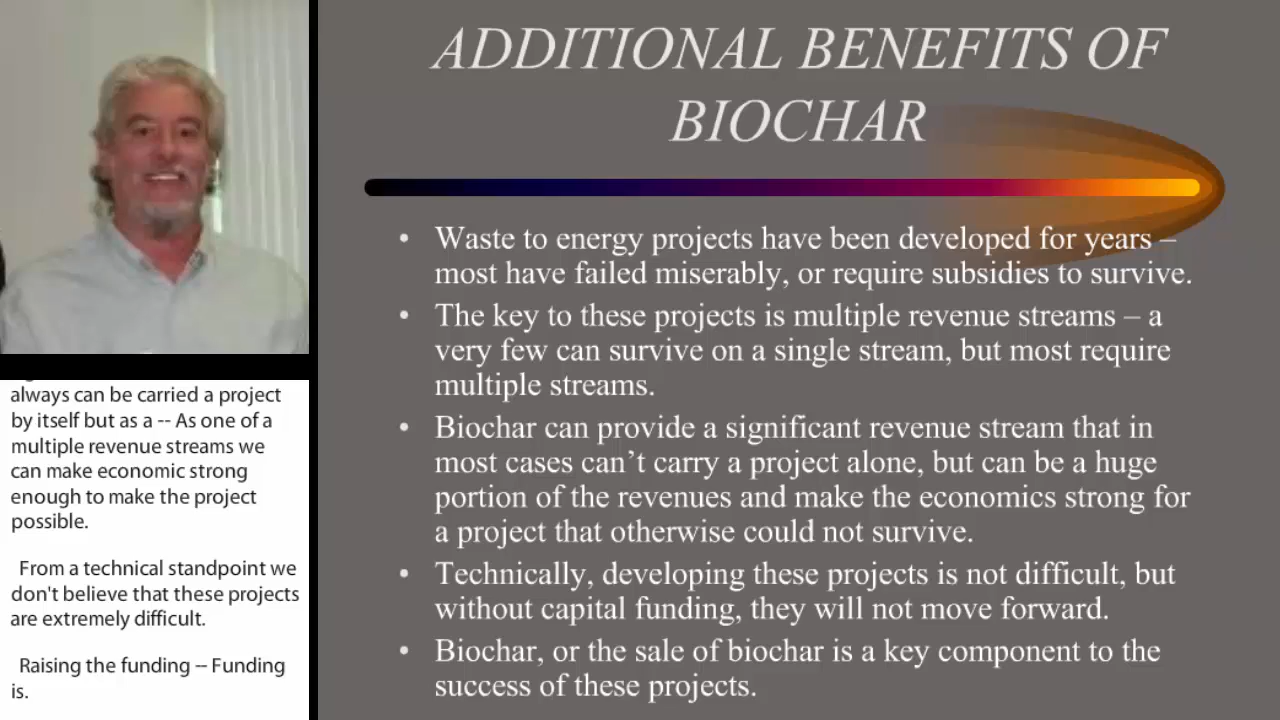 ADDITIONAL BENEFITS OF
BIOCHAR
• Waste to energy projects have been developed for years –
most have failed miserably, or require subsidies to survive.
• The key to these projects is multiple revenue streams – a
very few can survive on a single stream, but most require
multiple streams.
• Biochar can provide a significant revenue stream that in
most cases can’t carry a project alone, but can be a huge
portion of the revenues and make the economics strong for
a project that otherwise could not survive.
• Technically, developing these projects is not difficult, but
without capital funding, they will not move forward.
• Biochar, or the sale of biochar is a key component to the
success of these projects.
always can be carried a project
by itself but as a -- As one of a
multiple revenue streams we
can make economic strong
enough to make the project
possible.
From a technical standpoint we
don't believe that these projects
are extremely difficult.
Raising the funding -- Funding
is.